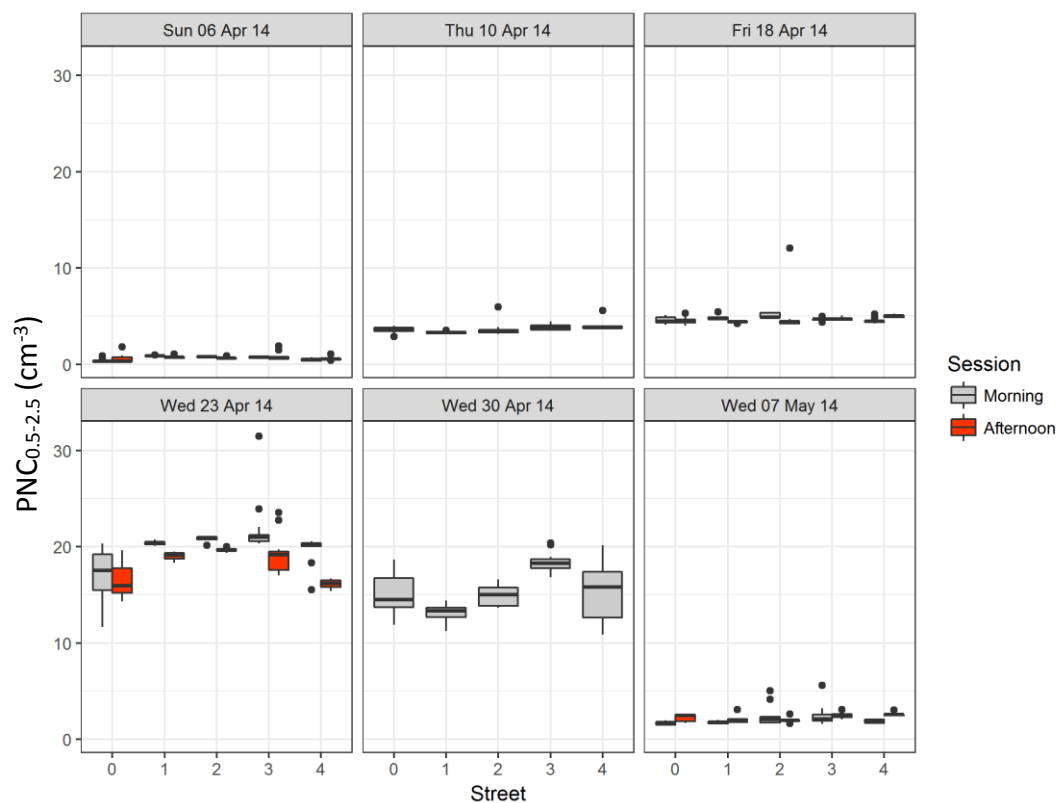 Sun 06 Apr 14 Thu 10 Apr 14 Fri 18 Apr 14
30
20
10
0
Wed 23 Apr 14 Wed 30 Apr 14 Wed 07 May 14
30
20
10
0
0 1 2 3 4 0 1 2 3 4 0 1 2 3 4
Street
PNC0.5-2.5 (cm-3)
Session
Morning
Afternoon